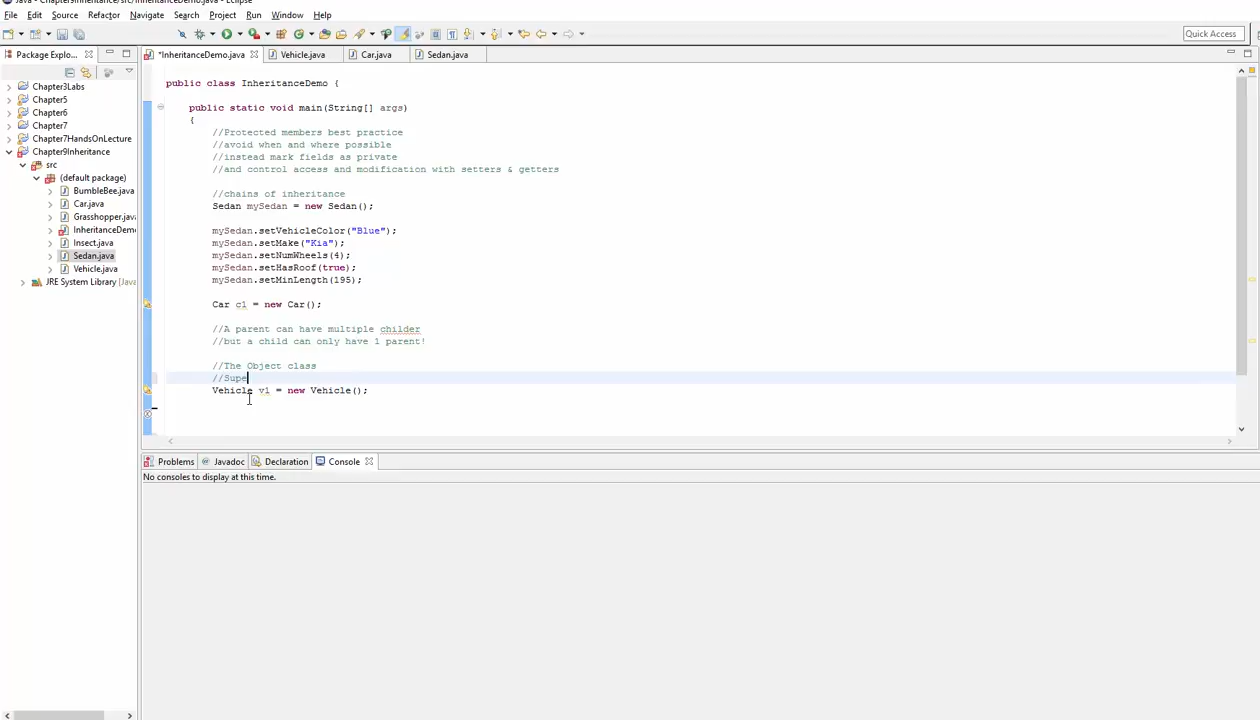 Java - Chapter9Inheritance/src/InheritanceDemo.java - Eclipse
File Edit Source Refactor Navigate Search Project Run Window Help
Quick Access
Package Explo...
*InheritanceDemo.java Vehicle.java Car.java Sedan.java
Chapter3Labs
Chapter5
Chapter6
Chapter7
Chapter7HandsOnLecture
Chapter9Inheritance
src
(default package)
BumbleBee.java
Car.java
Grasshopper.java
InheritanceDemo
Insect.java
Sedan.java
Vehicle.java
JRE System Library [Java
public class InheritanceDemo {
public static void main(String[] args)
{
//Protected members best practice
//avoid when and where possible
//instead mark fields as private
//and control access and modification with setters & getters
//chains of inheritance
Sedan mySedan = new Sedan();
mySedan.setVehicleColor("Blue");
mySedan.setMake("Kia");
mySedan.setNumWheels(4);
mySedan.setHasRoof(true);
mySedan.setMinLength(195);
Car c1 = new Car();
//A parent can have multiple childer
//but a child can only have 1 parent!
//The Object class
//Supe
Vehicle v1 = new Vehicle();
Problems Javadoc Declaration Console
No consoles to display at this time.